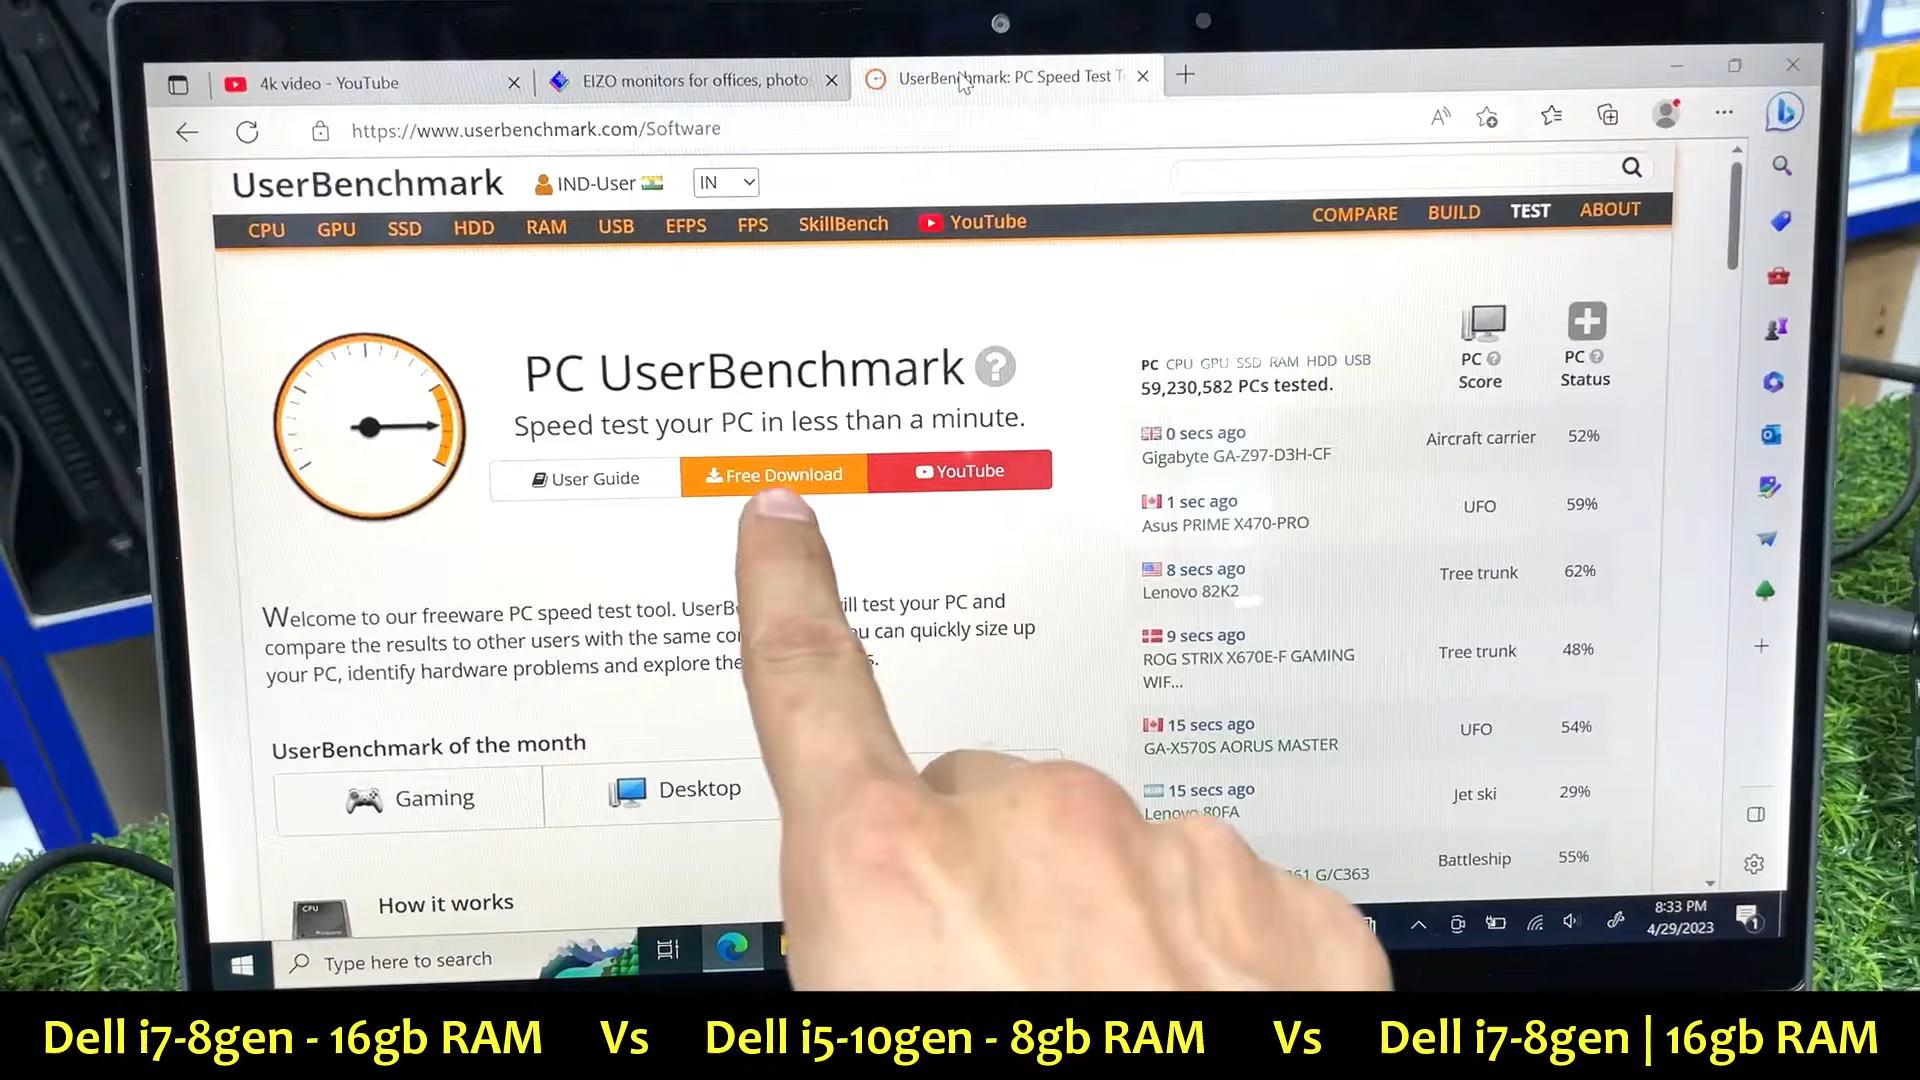 4k video - YouTube
EIZO monitors for offices, photo
UserBenchmark: PC Speed Test T
https://www.userbenchmark.com/Software
UserBenchmark
IND-User
IN
CPU GPU SSD HDD RAM USB EFPS FPS SkillBench YouTube
COMPARE BUILD TEST ABOUT
PC UserBenchmark ?
Speed test your PC in less than a minute.
User Guide
Free Download
YouTube
Welcome to our freeware PC speed test tool. UserB ill test your PC and
compare the results to other users with the same u can quickly size up
your PC, identify hardware problems and explore the
UserBenchmark of the month
Gaming
Desktop
CPU
How it works
PC CPU GPU SSD RAM HDD USB
59,230,582 PCs tested.
PC ?
Score
PC ?
Status
0 secs ago
Gigabyte GA-Z97-D3H-CF
Aircraft carrier 52%
1 sec ago
Asus PRIME X470-PRO
UFO 59%
8 secs ago
Lenovo 82K2
Tree trunk 62%
9 secs ago
ROG STRIX X670E-F GAMING
WIF...
Tree trunk 48%
15 secs ago
GA-X570S AORUS MASTER
UFO 54%
15 secs ago
Lenovo 80FA
Jet ski 29%
G/C363
Battleship 55%
Type here to search
8:33 PM
4/29/2023
1
Dell i7-8gen - 16gb RAM Vs Dell i5-10gen - 8gb RAM Vs Dell i7-8gen | 16gb RAM